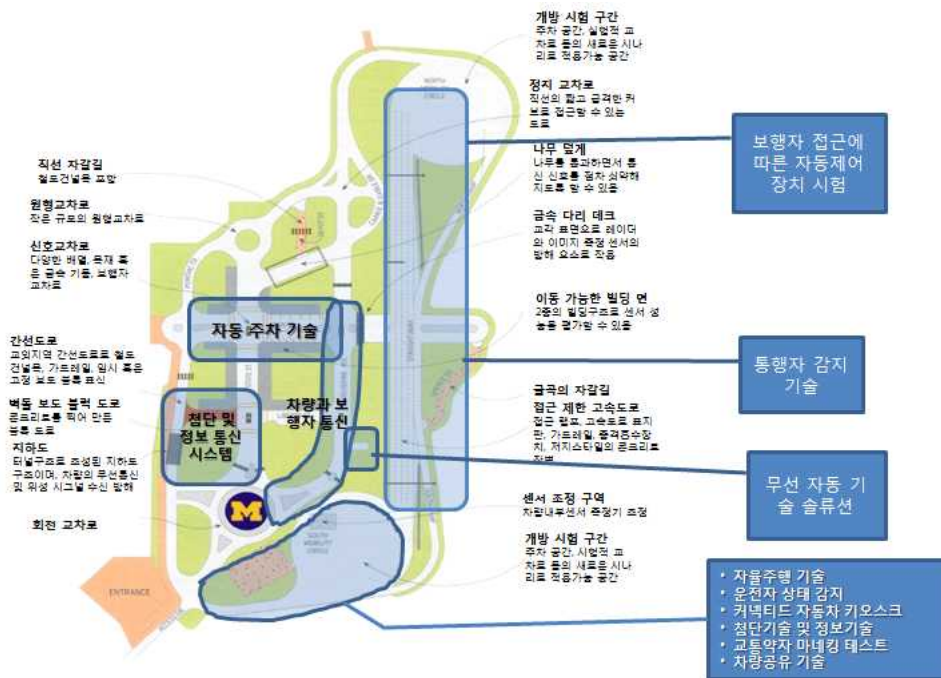 개방 시험 구간
주차 공간, 실험적 교
차로 등의 새로운 시나
리로 적용가능 공간
정지 교차로
직선의 짧고 급격한 커
브로 접근할 수 있는
도로
나무 덮게
나무를 통과하면서 통
신 신호를 점차 쇠약해
지도록 할 수 있음
금속 다리 데크
교각 표면으로 레이더
와 이미지 측정 센서의
방해 요소로 작용
이동 가능한 빌딩 면
2층의 빌딩구조로 센서 성
능을 평가할 수 있음
굴곡의 자갈길
접근 제한 고속도로
접근 램프, 고속도로 표지
판, 가드레일, 충격흡수장
치, 저지스타일의 콘크리트
센서 조정 구역
차량내부센서 측정기 조정
개방 시험 구간
주차 공간, 시험적 교
차로 등의 새로운 시나
리로 적용가능 공간
직선 자갈길
철도건널목 포함
원형교차로
작은 규모의 원형교차로
신호교차로
다양한 배열, 목재 혹
은 금속 기둥, 보행자
교차로
간선도로
교외지역 간선도로로 철도
건널목, 가드레일, 임시 혹은
고정 보도 블록 표식
벽돌 보도 블럭 도로
콘크리트를 찍어 만든
블록 도로
지하도
터널구조로 조성된 지하도
구조이며, 차량의 무선통신
및 위성 시그널 수신 방해
회전 교차로
자동 주차 기술
차량과 보
행자 통신
첨단 및
정보 통신
시스템
M
SOUTH
MOBILITY
CIRCLE
ENTRANCE
보행자 접근에
따른 자동제어
장치 시험
통행자 감지
기술
무선 자동 기
술 솔류션
• 자율주행 기술
• 운전자 상태 감지
• 커넥티드 자동차 키오스크
• 첨단기술 및 정보기술
• 교통약자 마네킹 테스트
• 차량공유 기술